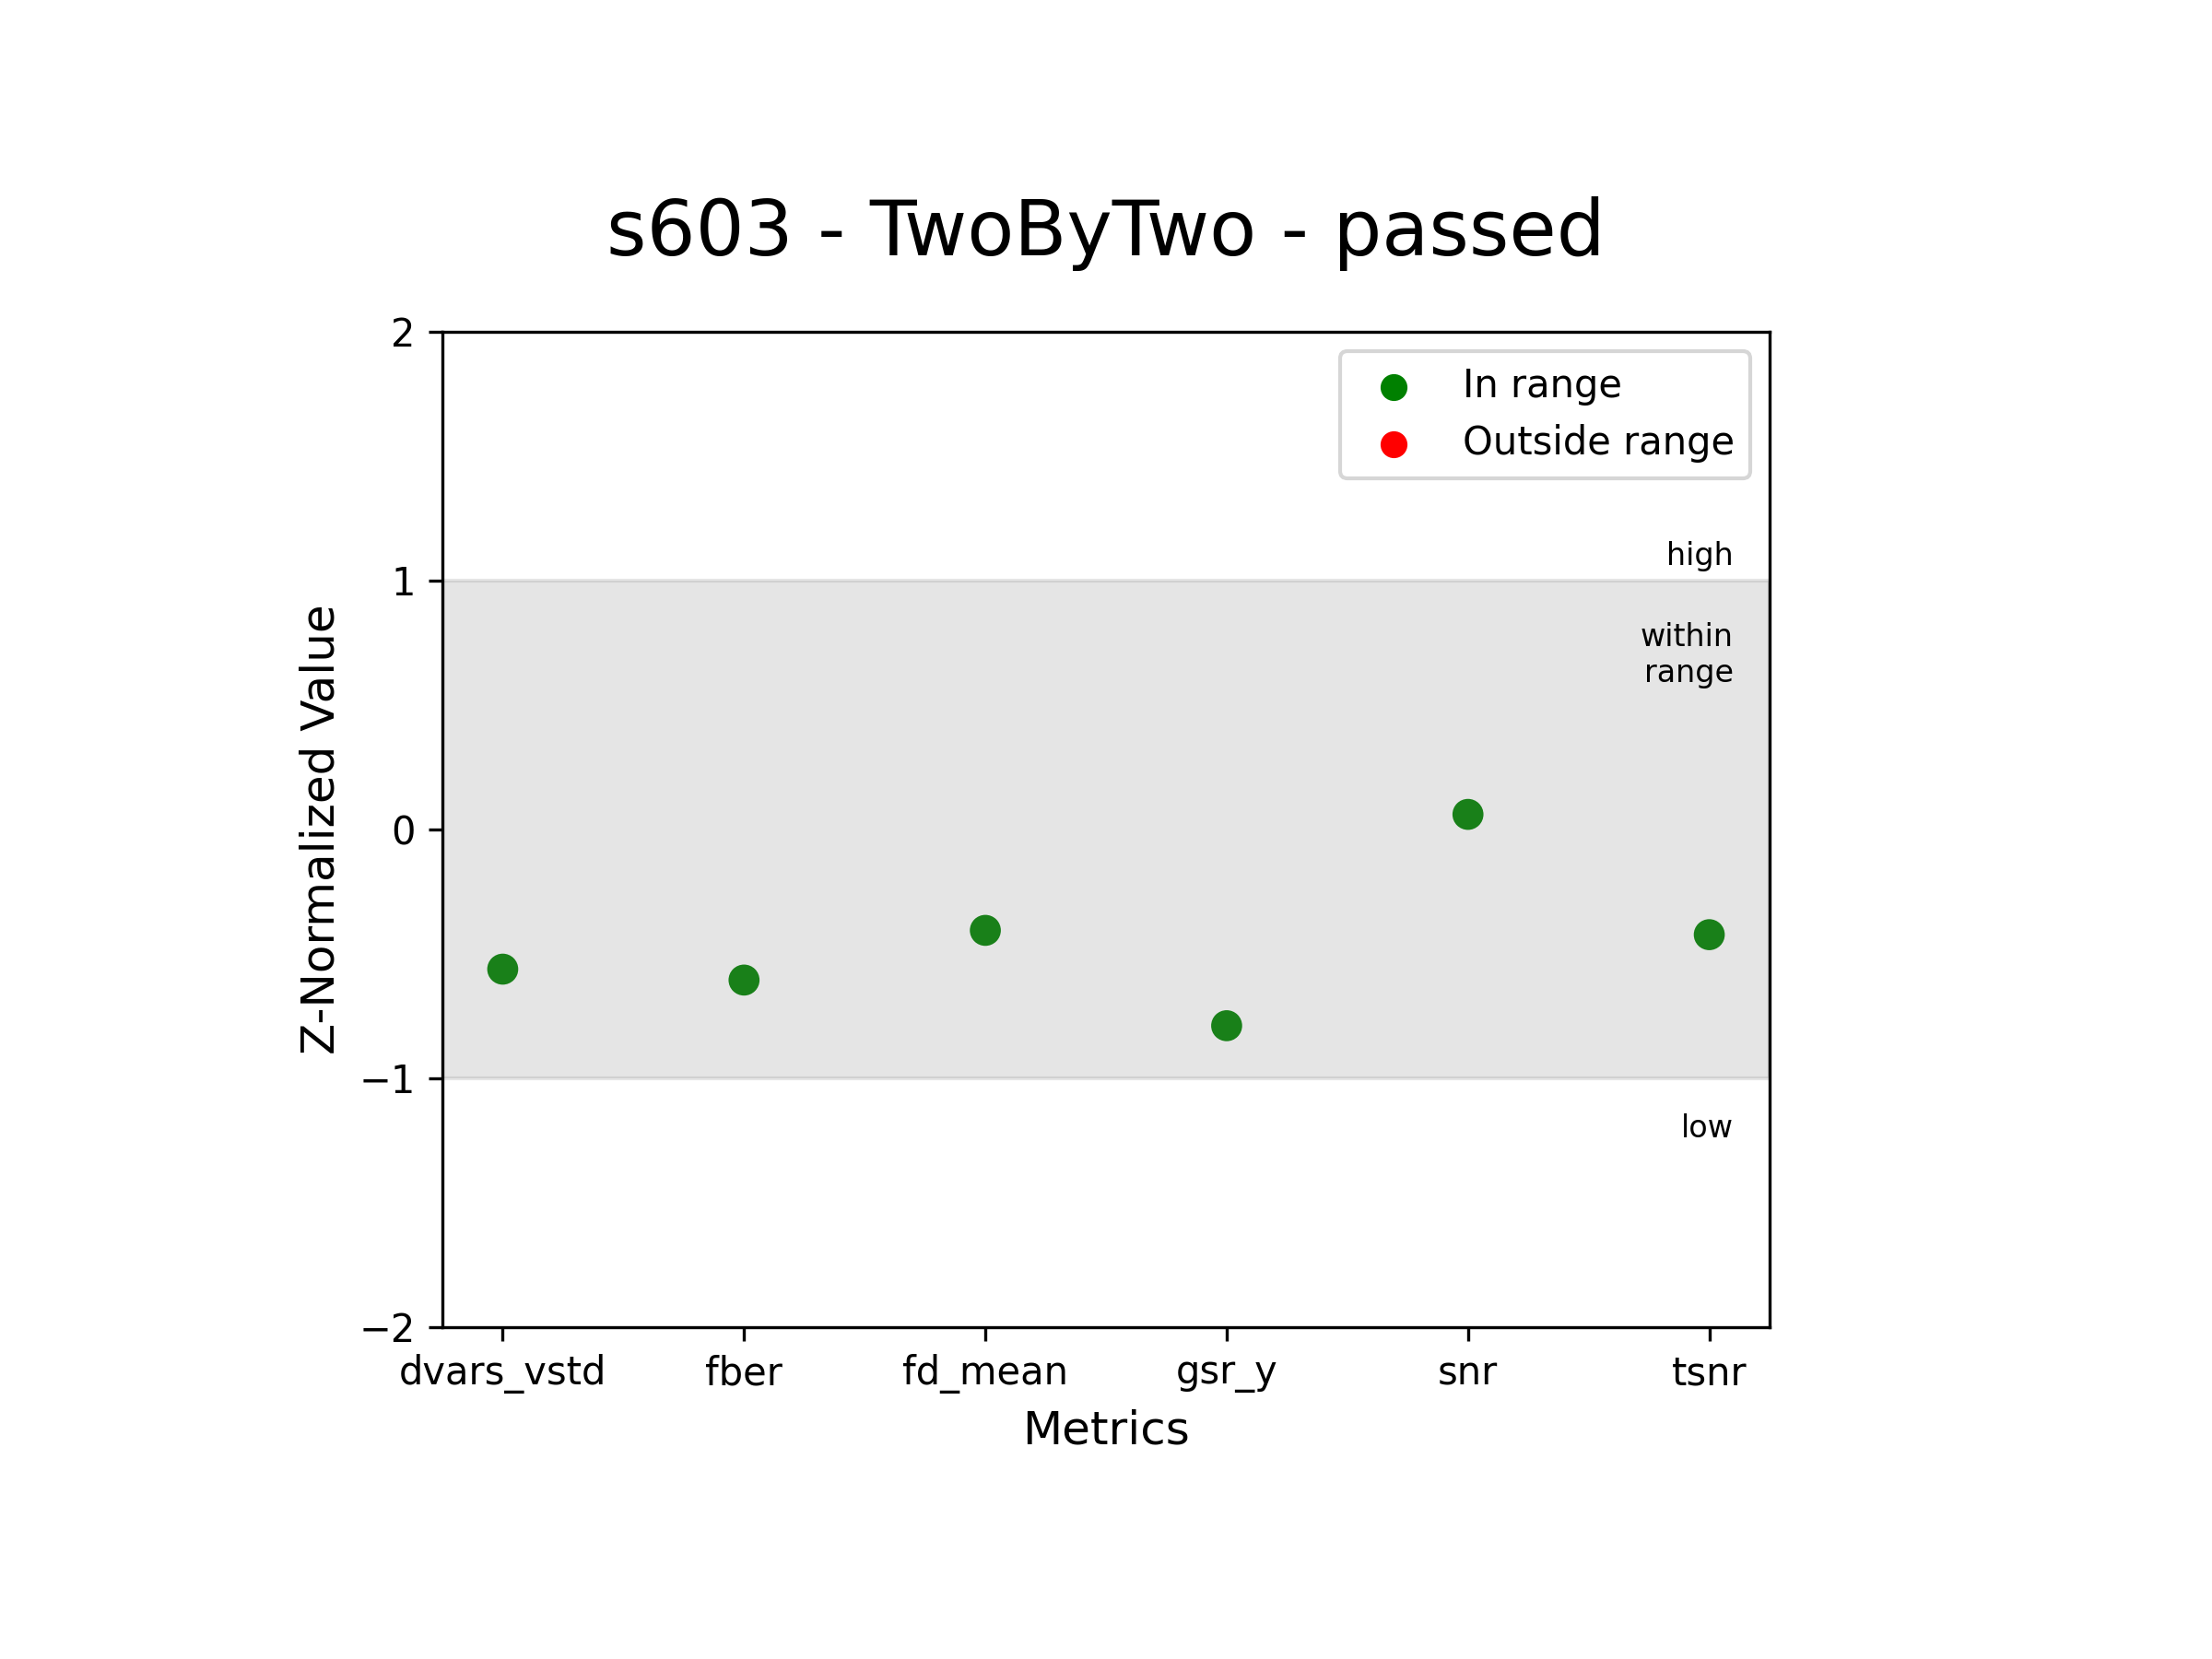 s603 - TwoByTwo - passed
2
In range
Outside range
high
1
within
range
Z-Normalized Value
0
−1
low
−2
dvars_vstd fber fd_mean gsr_y snr tsnr
Metrics